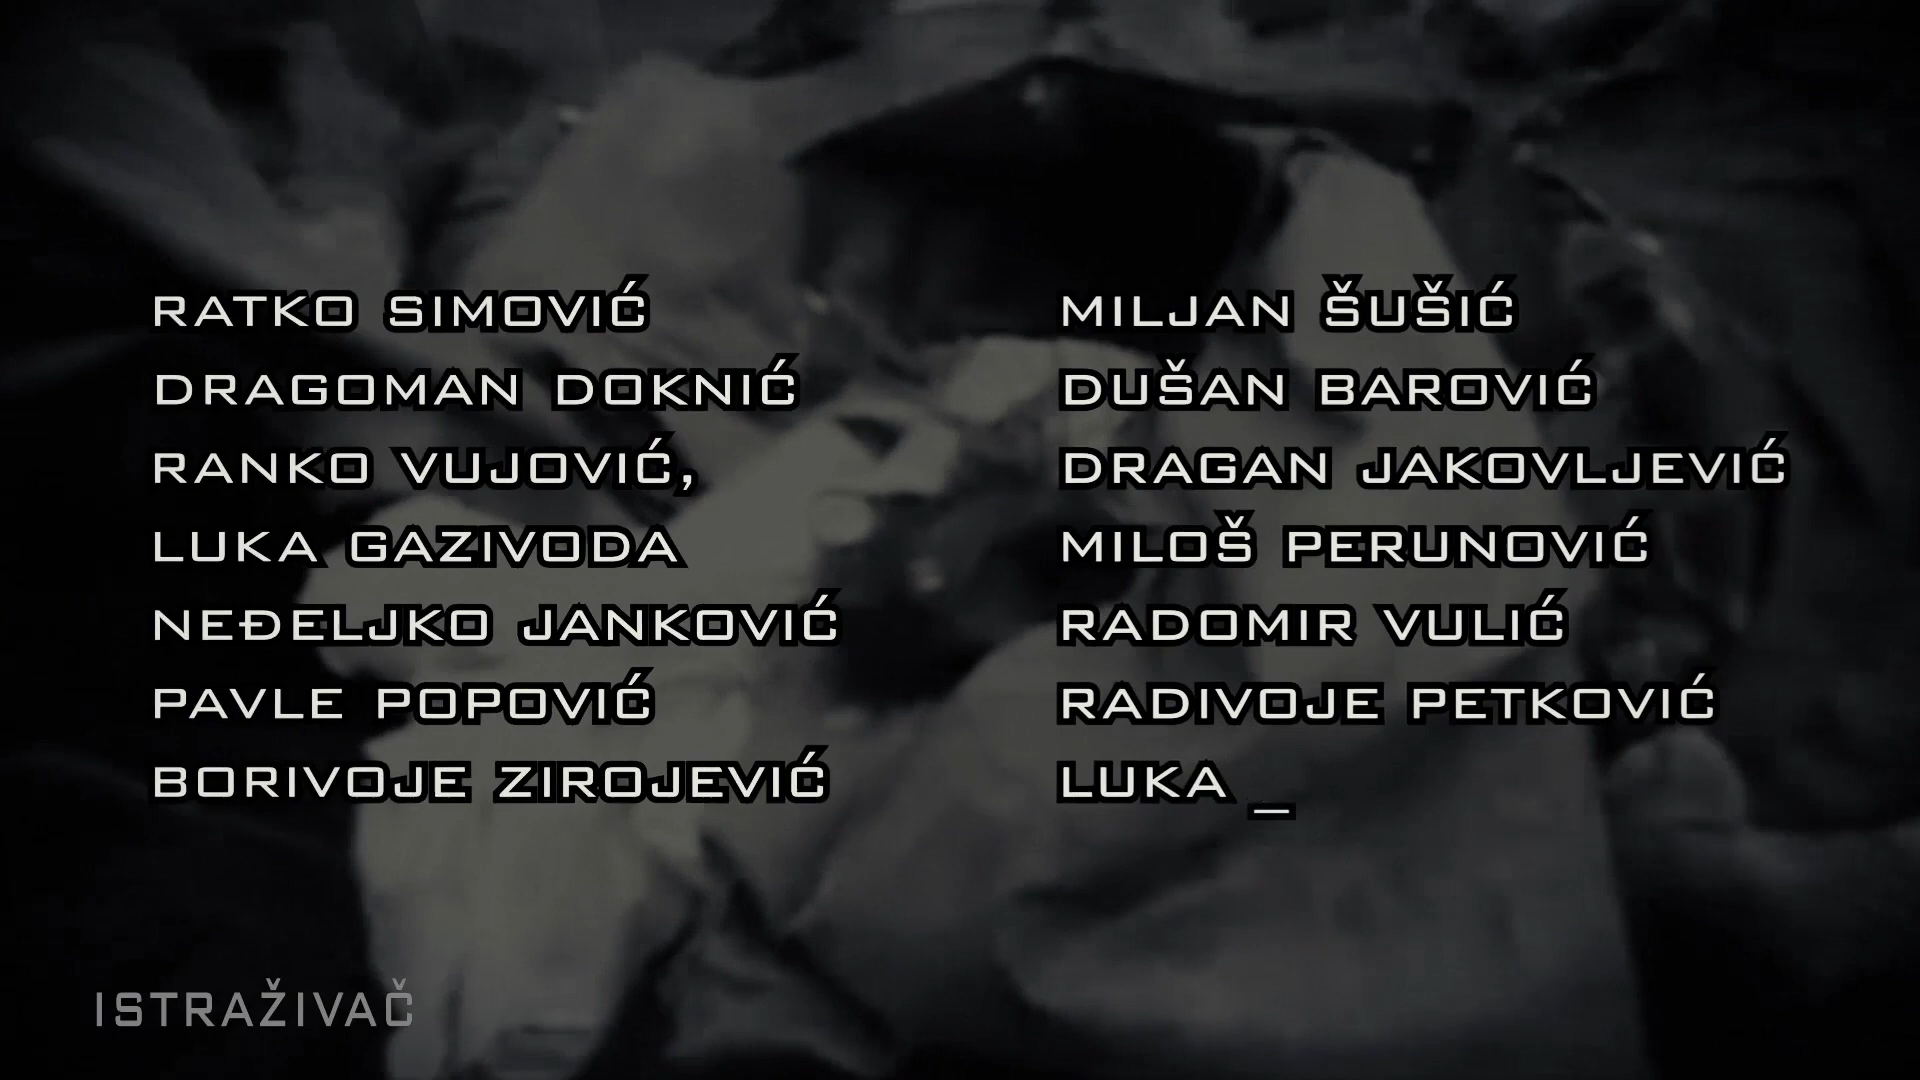 RATKO SIMOVIĆ
DRAGOMAN DOKNIĆ
RANKO VUJOVIĆ,
LUKA GAZIVODA
NEĐELJKO JANKOVIĆ
PAVLE POPOVIĆ
BORIVOJE ZIROJEVIĆ
MILJAN ŠUŠIĆ
DUŠAN BAROVIĆ
DRAGAN JAKOVLJEVIĆ
MILOŠ PERUNOVIĆ
RADOMIR VULIĆ
RADIVOJE PETKOVIĆ
LUKA _
ISTRAŽIVAČ